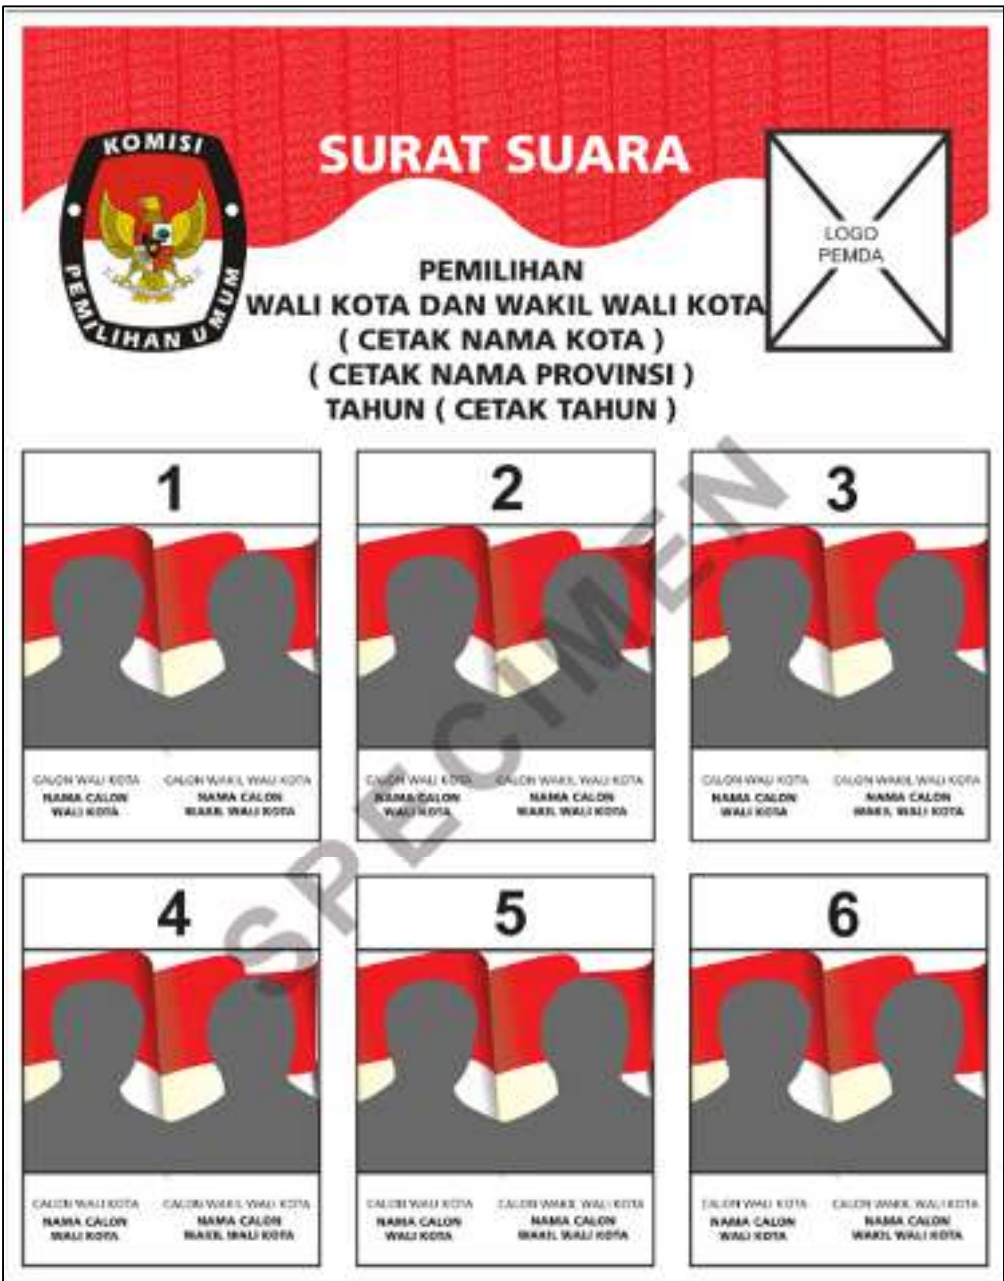 KOMISI
PEMILIHAN UMUM
SURAT SUARA
LOGO
PEMDA
PEMILIHAN
WALI KOTA DAN WAKIL WALI KOTA
( CETAK NAMA KOTA )
( CETAK NAMA PROVINSI )
TAHUN ( CETAK TAHUN )
SPECIMEN
1
CALON WALI KOTA
NAMA CALON
WALI KOTA
CALON WAKIL WALI KOTA
NAMA CALON
WAKIL WALI KOTA
2
CALON WALI KOTA
NAMA CALON
WALI KOTA
CALON WAKIL WALI KOTA
NAMA CALON
WAKIL WALI KOTA
3
CALON WALI KOTA
NAMA CALON
WALI KOTA
CALON WAKIL WALI KOTA
NAMA CALON
WAKIL WALI KOTA
4
CALON WALI KOTA
NAMA CALON
WALI KOTA
CALON WAKIL WALI KOTA
NAMA CALON
WAKIL WALI KOTA
5
CALON WALI KOTA
NAMA CALON
WALI KOTA
CALON WAKIL WALI KOTA
NAMA CALON
WAKIL WALI KOTA
6
CALON WALI KOTA
NAMA CALON
WALI KOTA
CALON WAKIL WALI KOTA
NAMA CALON
WAKIL WALI KOTA